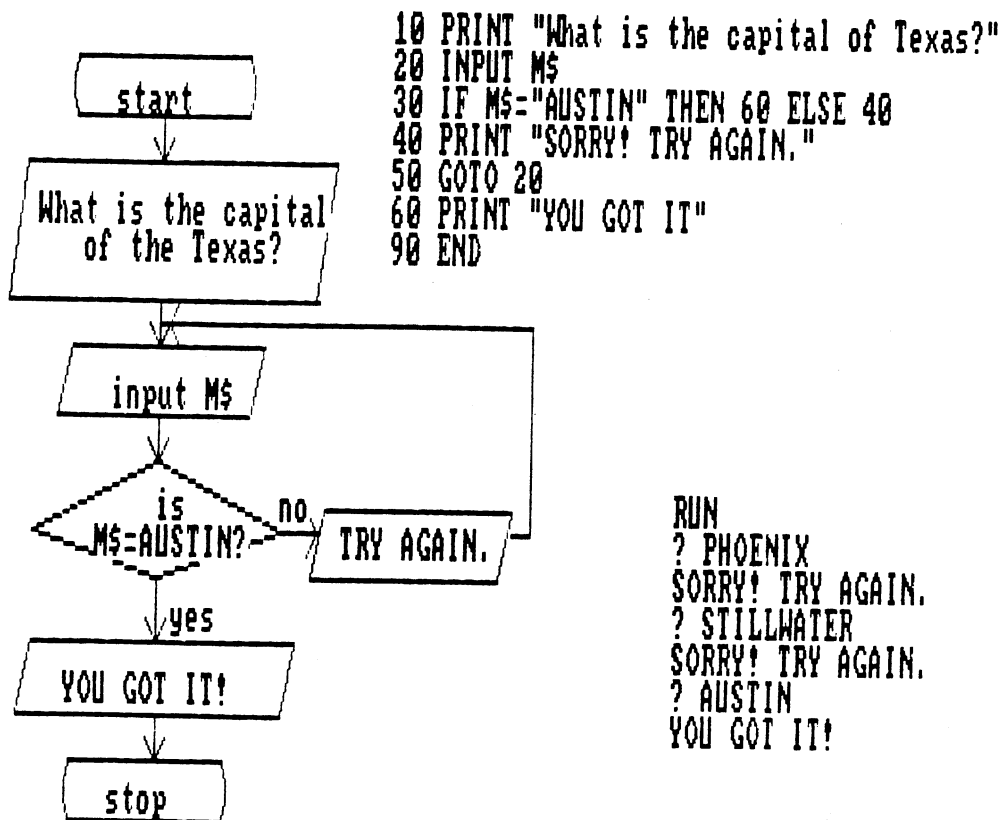 10 PRINT "What is the capital of Texas?"
20 INPUT M$
30 IF M$="AUSTIN" THEN 60 ELSE 40
40 PRINT "SORRY! TRY AGAIN."
50 GOTO 20
60 PRINT "YOU GOT IT"
90 END
start
What is the capital
of the Texas?
input M$
is
M$=AUSTIN?
no
TRY AGAIN.
yes
YOU GOT IT!
stop
RUN
? PHOENIX
SORRY! TRY AGAIN.
? STILLWATER
SORRY! TRY AGAIN.
? AUSTIN
YOU GOT IT!